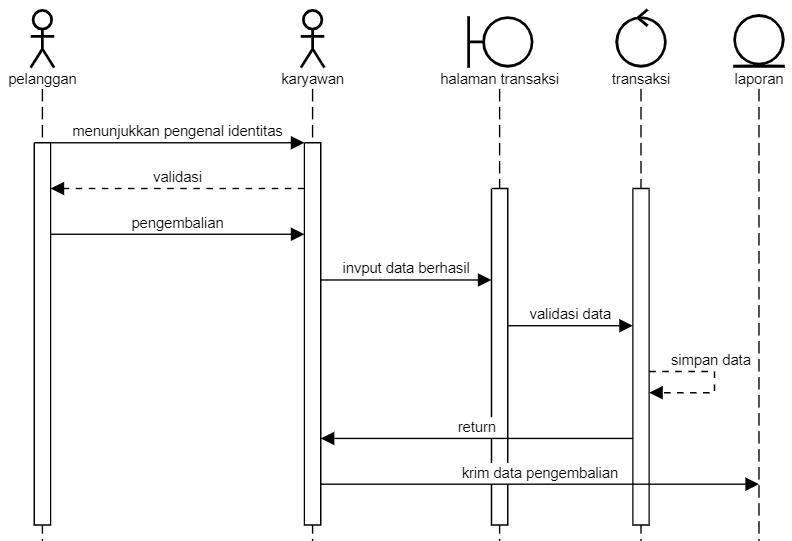 pelanggan
karyawan
halaman transaksi
transaksi
laporan
menunjukkan pengenal identitas
validasi
pengembalian
invput data berhasil
validasi data
simpan data
return
krim data pengembalian